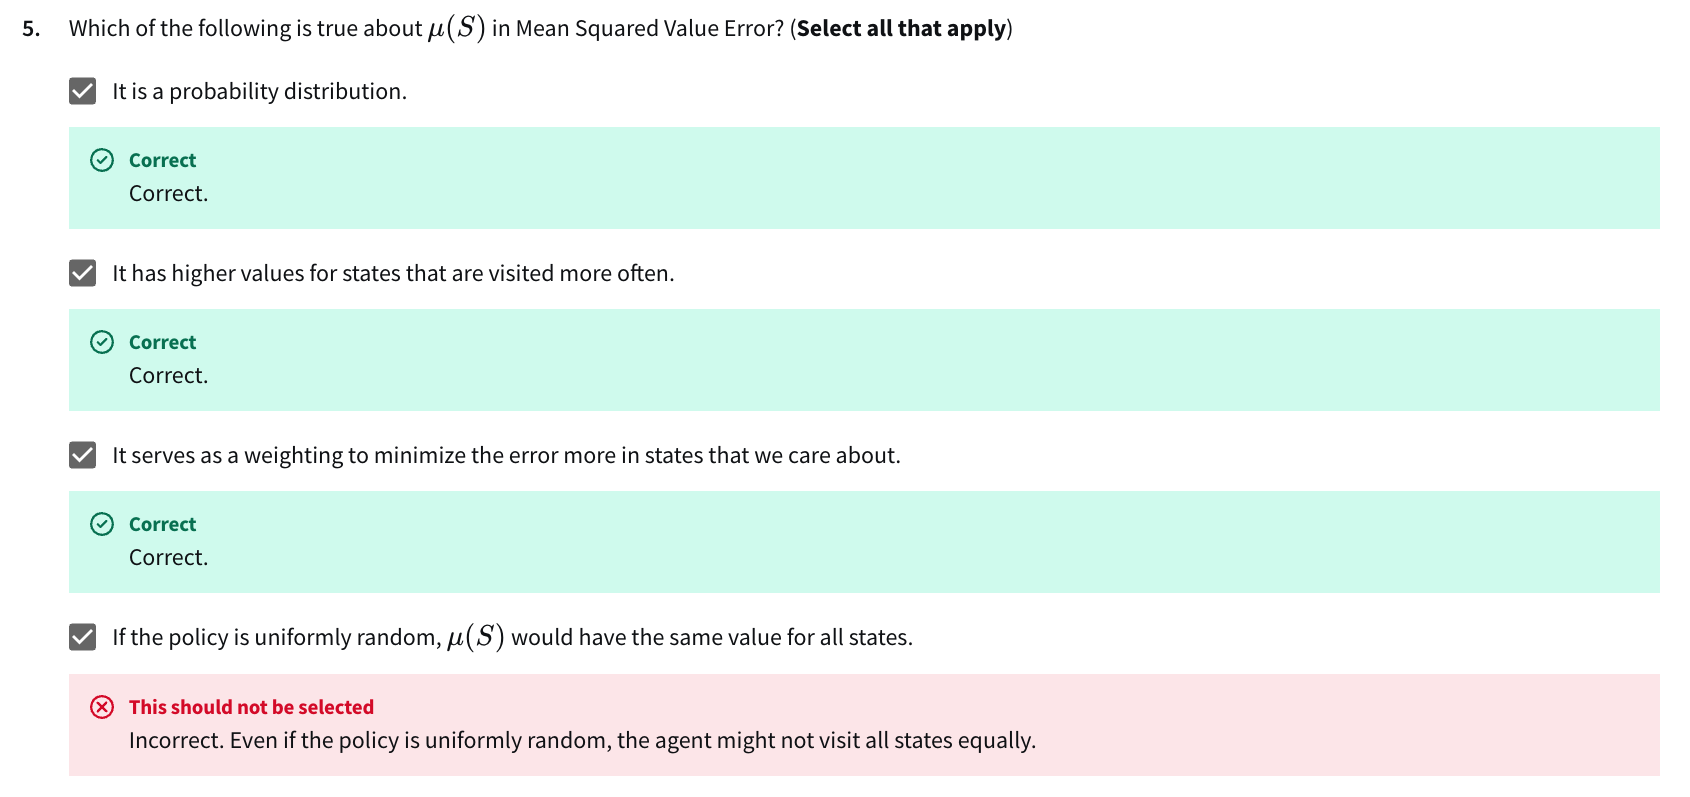 5. Which of the following is true about μ(S) in Mean Squared Value Error? (Select all that apply)
It is a probability distribution.
Correct
Correct.
It has higher values for states that are visited more often.
Correct
Correct.
It serves as a weighting to minimize the error more in states that we care about.
Correct
Correct.
If the policy is uniformly random, μ(S) would have the same value for all states.
This should not be selected
Incorrect. Even if the policy is uniformly random, the agent might not visit all states equally.